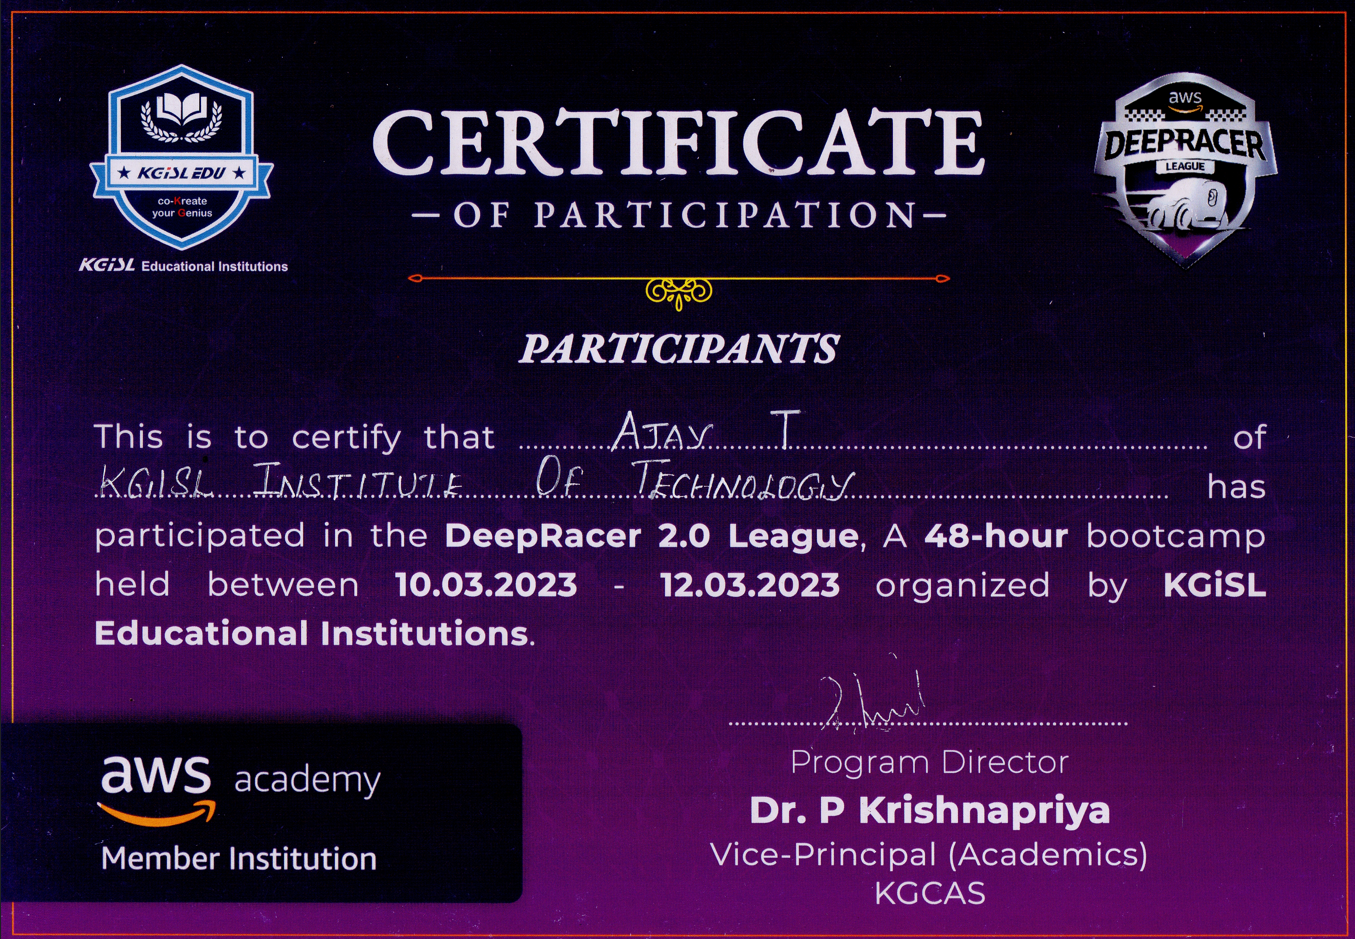 CERTIFICATE
– OF PARTICIPATION –
KGiSL EDU
co-Kreate
your Genius
KGiSL Educational Institutions
aws
DEEPRACER
LEAGUE
PARTICIPANTS
This is to certify that AJAY T of
KGISL INSTITUTE OF TECHNOLOGY has
participated in the DeepRacer 2.0 League, A 48-hour bootcamp
held between 10.03.2023 - 12.03.2023 organized by KGiSL
Educational Institutions.
aws academy
Member Institution
Program Director
Dr. P Krishnapriya
Vice-Principal (Academics)
KGCAS